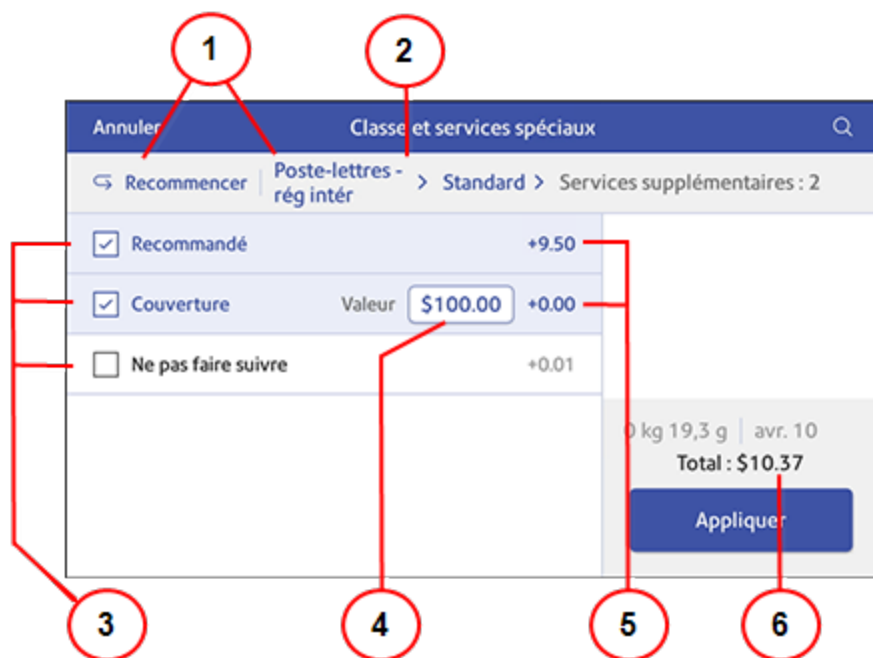 1 2
Annuler Classe et services spéciaux
Recommencer Poste-lettres - rég intér > Standard > Services supplémentaires : 2
Recommandé +9.50
Couverture Valeur $100.00 +0.00
Ne pas faire suivre +0.01
0 kg 19,3 g | avr. 10
Total : $10.37
Appliquer
3 4 5 6